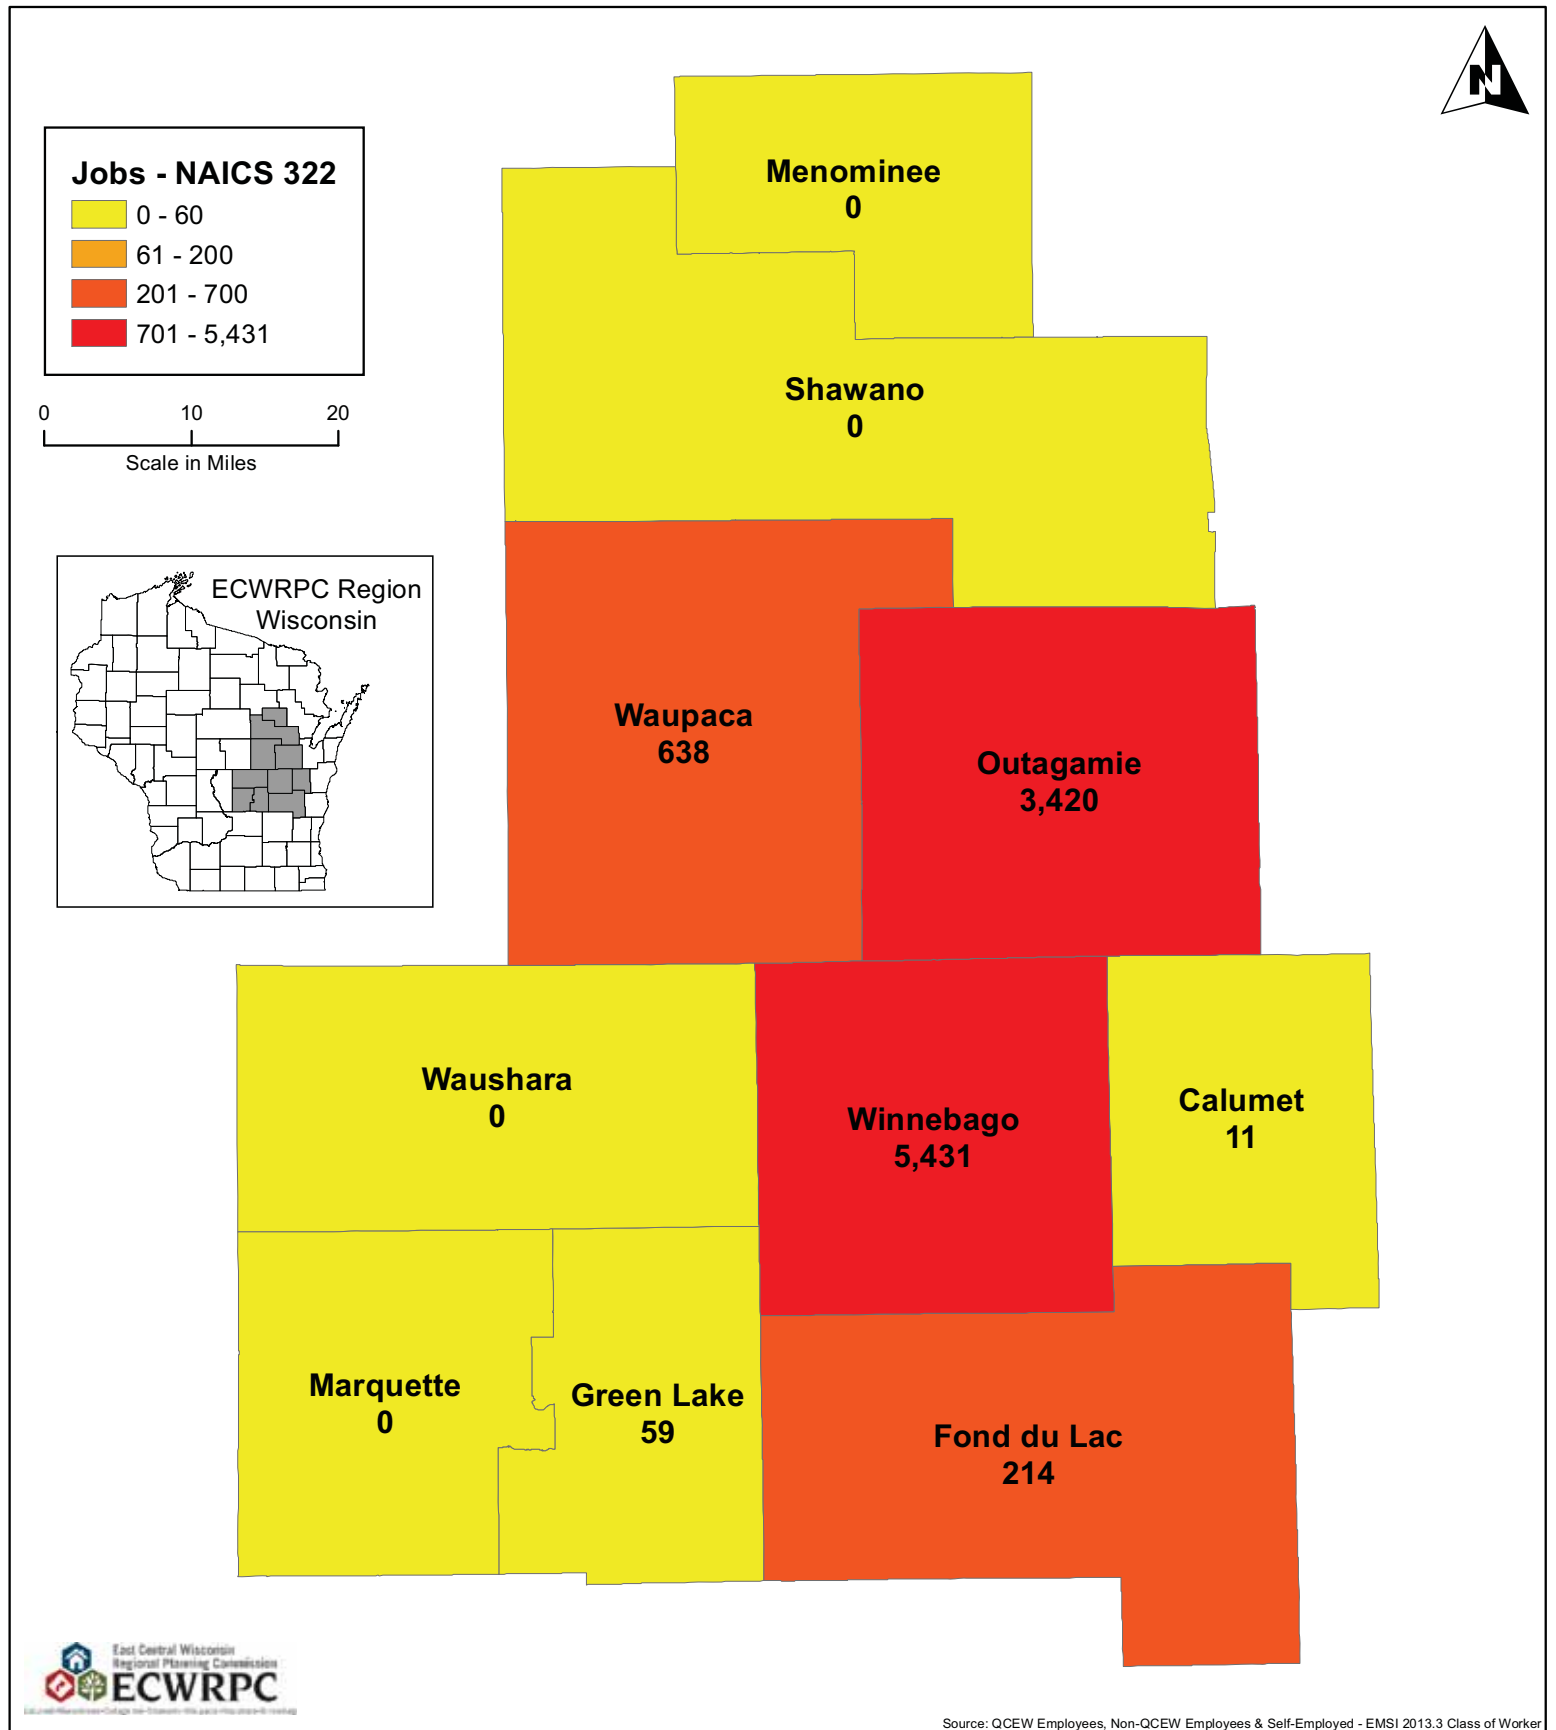 N
Jobs - NAICS 322
0 - 60
61 - 200
201 - 700
701 - 5,431
0 10 20
Scale in Miles
ECWRPC Region
Wisconsin
Menominee
0
Shawano
0
Waupaca
638
Outagamie
3,420
Waushara
0
Winnebago
5,431
Calumet
11
Marquette
0
Green Lake
59
Fond du Lac
214
East Central Wisconsin
Regional Planning Commission
ECWRPC
Source: QCEW Employees, Non-QCEW Employees & Self-Employed - EMSI 2013.3 Class of Worker